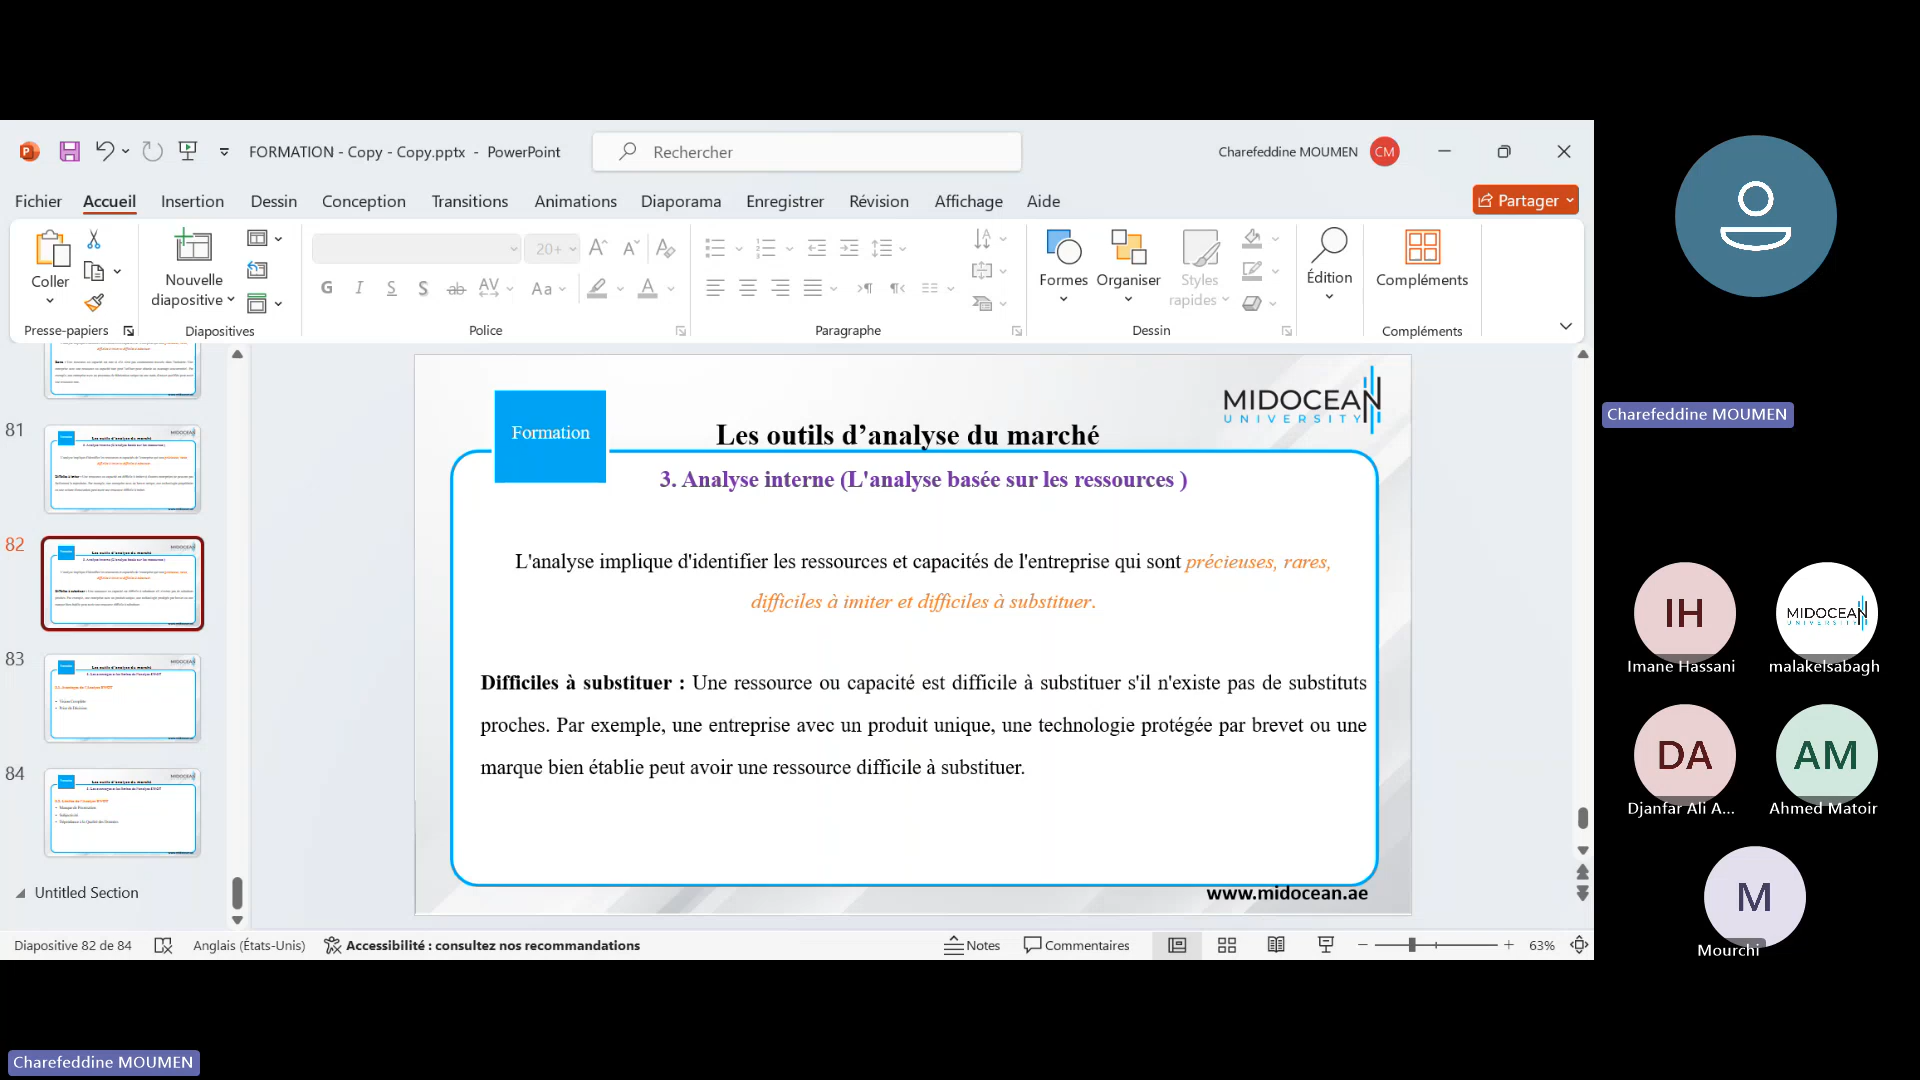 FORMATION - Copy - Copy.pptx - PowerPoint
Rechercher
Charefeddine MOUMEN
CM
Fichier
Accueil
Insertion
Dessin
Conception
Transitions
Animations
Diaporama
Enregistrer
Révision
Affichage
Aide
Partager
Coller
Nouvelle
diapositive
20+
G I S S ab AV Aa A
Formes
Organiser
Styles
rapides
Édition
Compléments
Presse-papiers
Diapositives
Police
Paragraphe
Dessin
Compléments
81
82
83
84
Untitled Section
MIDOCEAN
UNIVERSITY
Formation
Les outils d’analyse du marché
3. Analyse interne (L'analyse basée sur les ressources )
L'analyse implique d'identifier les ressources et capacités de l'entreprise qui sont précieuses, rares,
difficiles à imiter et difficiles à substituer.
Difficiles à substituer : Une ressource ou capacité est difficile à substituer s'il n'existe pas de substituts
proches. Par exemple, une entreprise avec un produit unique, une technologie protégée par brevet ou une
marque bien établie peut avoir une ressource difficile à substituer.
www.midocean.ae
Diapositive 82 de 84
Anglais (États-Unis)
Accessibilité : consultez nos recommandations
Notes
Commentaires
63%
Charefeddine MOUMEN
IH
Imane Hassani
MIDOCEAN
UNIVERSITY
malakelsabagh
DA
Djanfar Ali A...
AM
Ahmed Matoir
M
Mourchi
Charefeddine MOUMEN